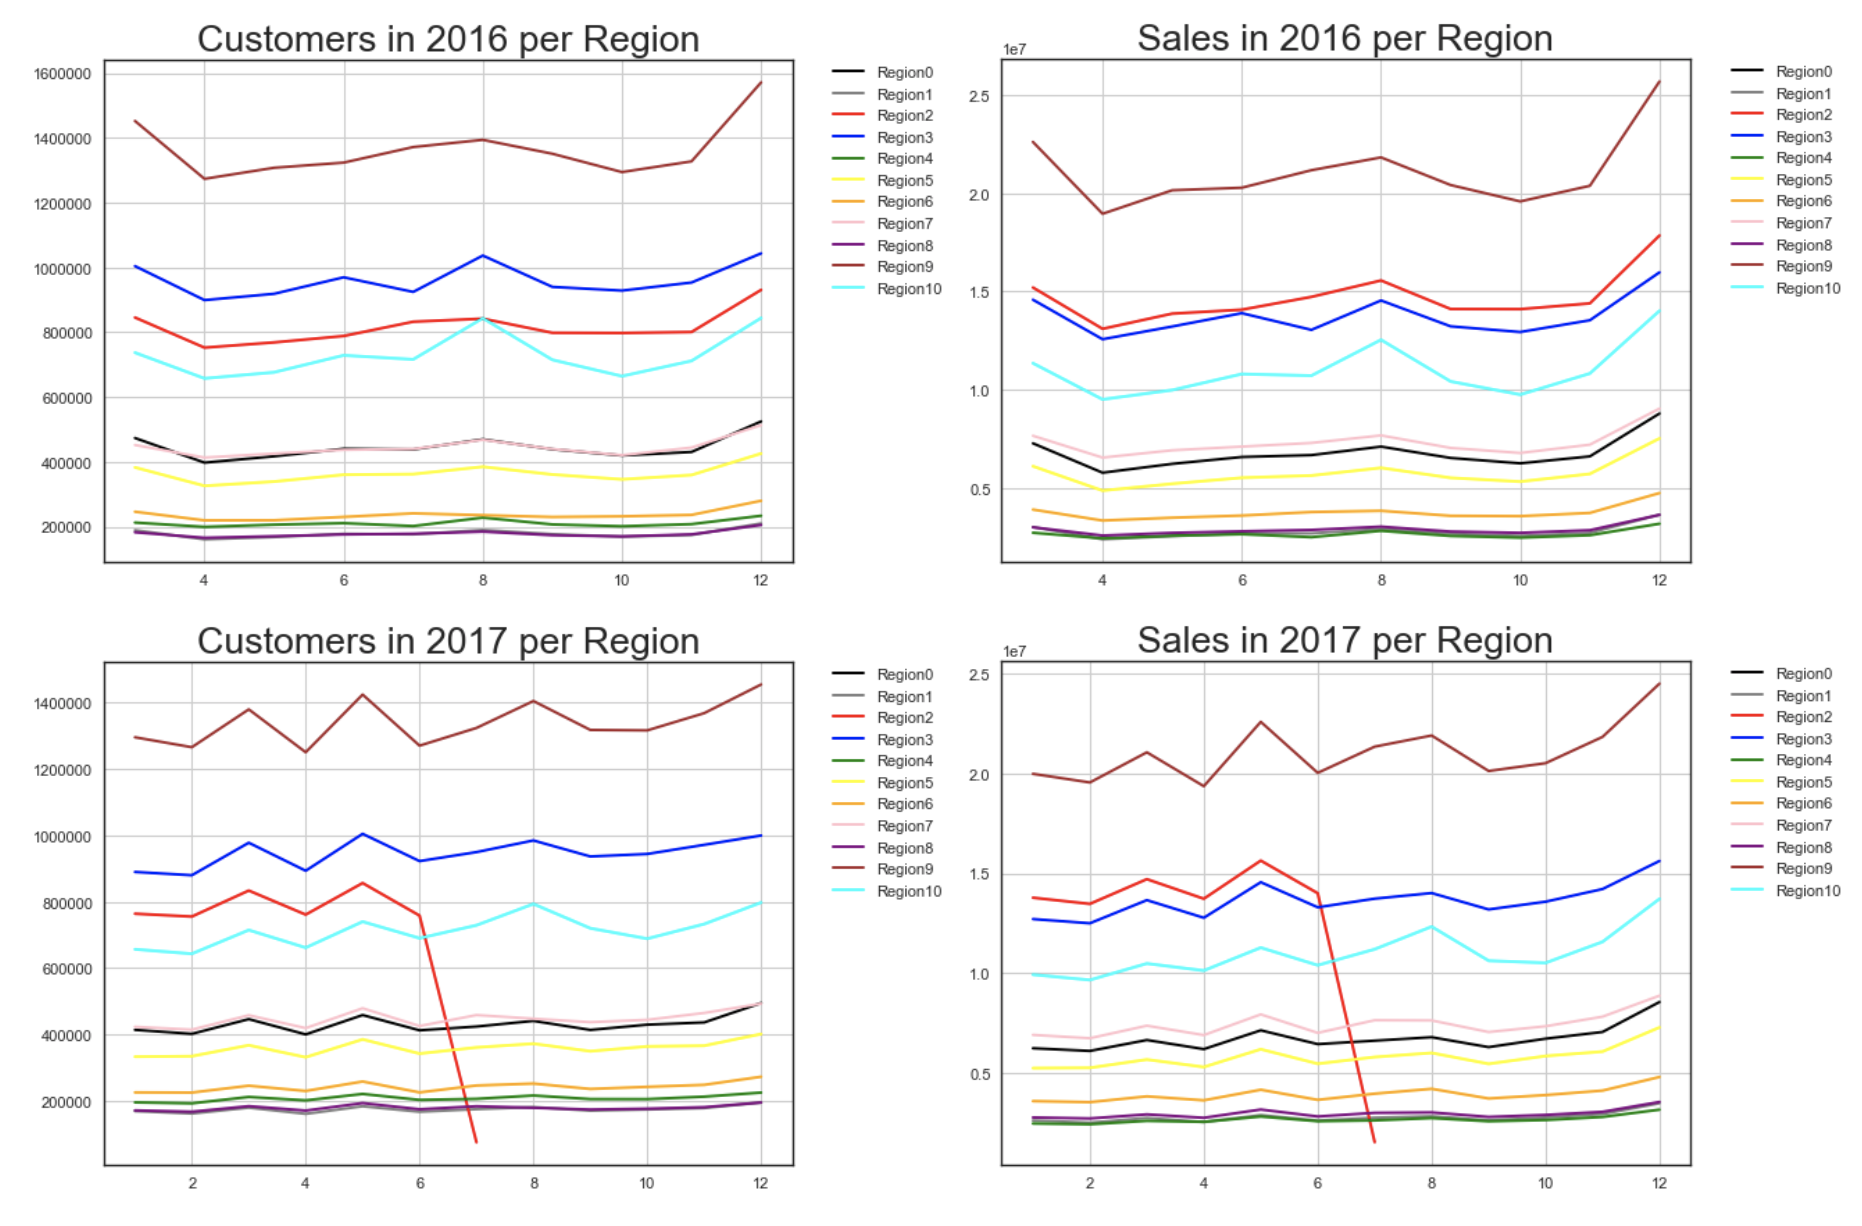 Customers in 2016 per Region
1600000
1400000
1200000
1000000
800000
600000
400000
200000
4 6 8 10 12
Region0
Region1
Region2
Region3
Region4
Region5
Region6
Region7
Region8
Region9
Region10
Sales in 2016 per Region
1e7
2.5
2.0
1.5
1.0
0.5
4 6 8 10 12
Region0
Region1
Region2
Region3
Region4
Region5
Region6
Region7
Region8
Region9
Region10
Customers in 2017 per Region
1400000
1200000
1000000
800000
600000
400000
200000
2 4 6 8 10 12
Region0
Region1
Region2
Region3
Region4
Region5
Region6
Region7
Region8
Region9
Region10
Sales in 2017 per Region
1e7
2.5
2.0
1.5
1.0
0.5
2 4 6 8 10 12
Region0
Region1
Region2
Region3
Region4
Region5
Region6
Region7
Region8
Region9
Region10